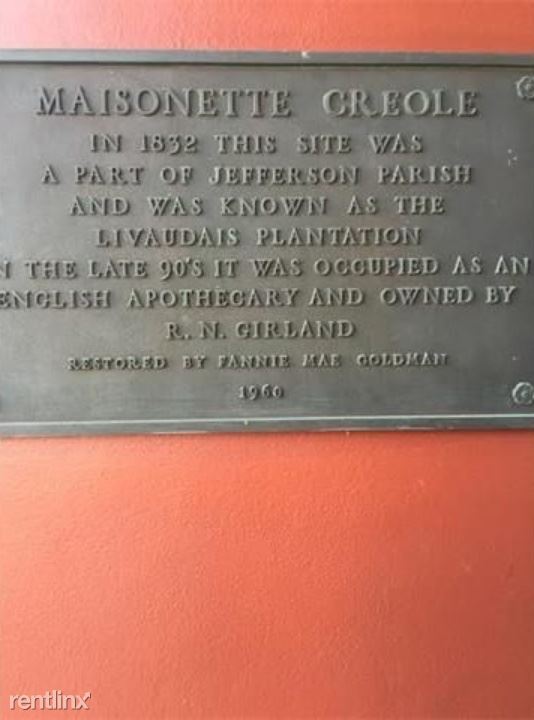 MAISONETTE CREOLE
IN 1832 THIS SITE WAS
A PART OF JEFFERSON PARISH
AND WAS KNOWN AS THE
LIVAUDAIS PLANTATION
N THE LATE 90'S IT WAS OCCUPIED AS AN
ENGLISH APOTHECARY AND OWNED BY
R. N. GIRLAND
RESTORED BY FANNIE MAE GOLDMAN
1960
rentlinx